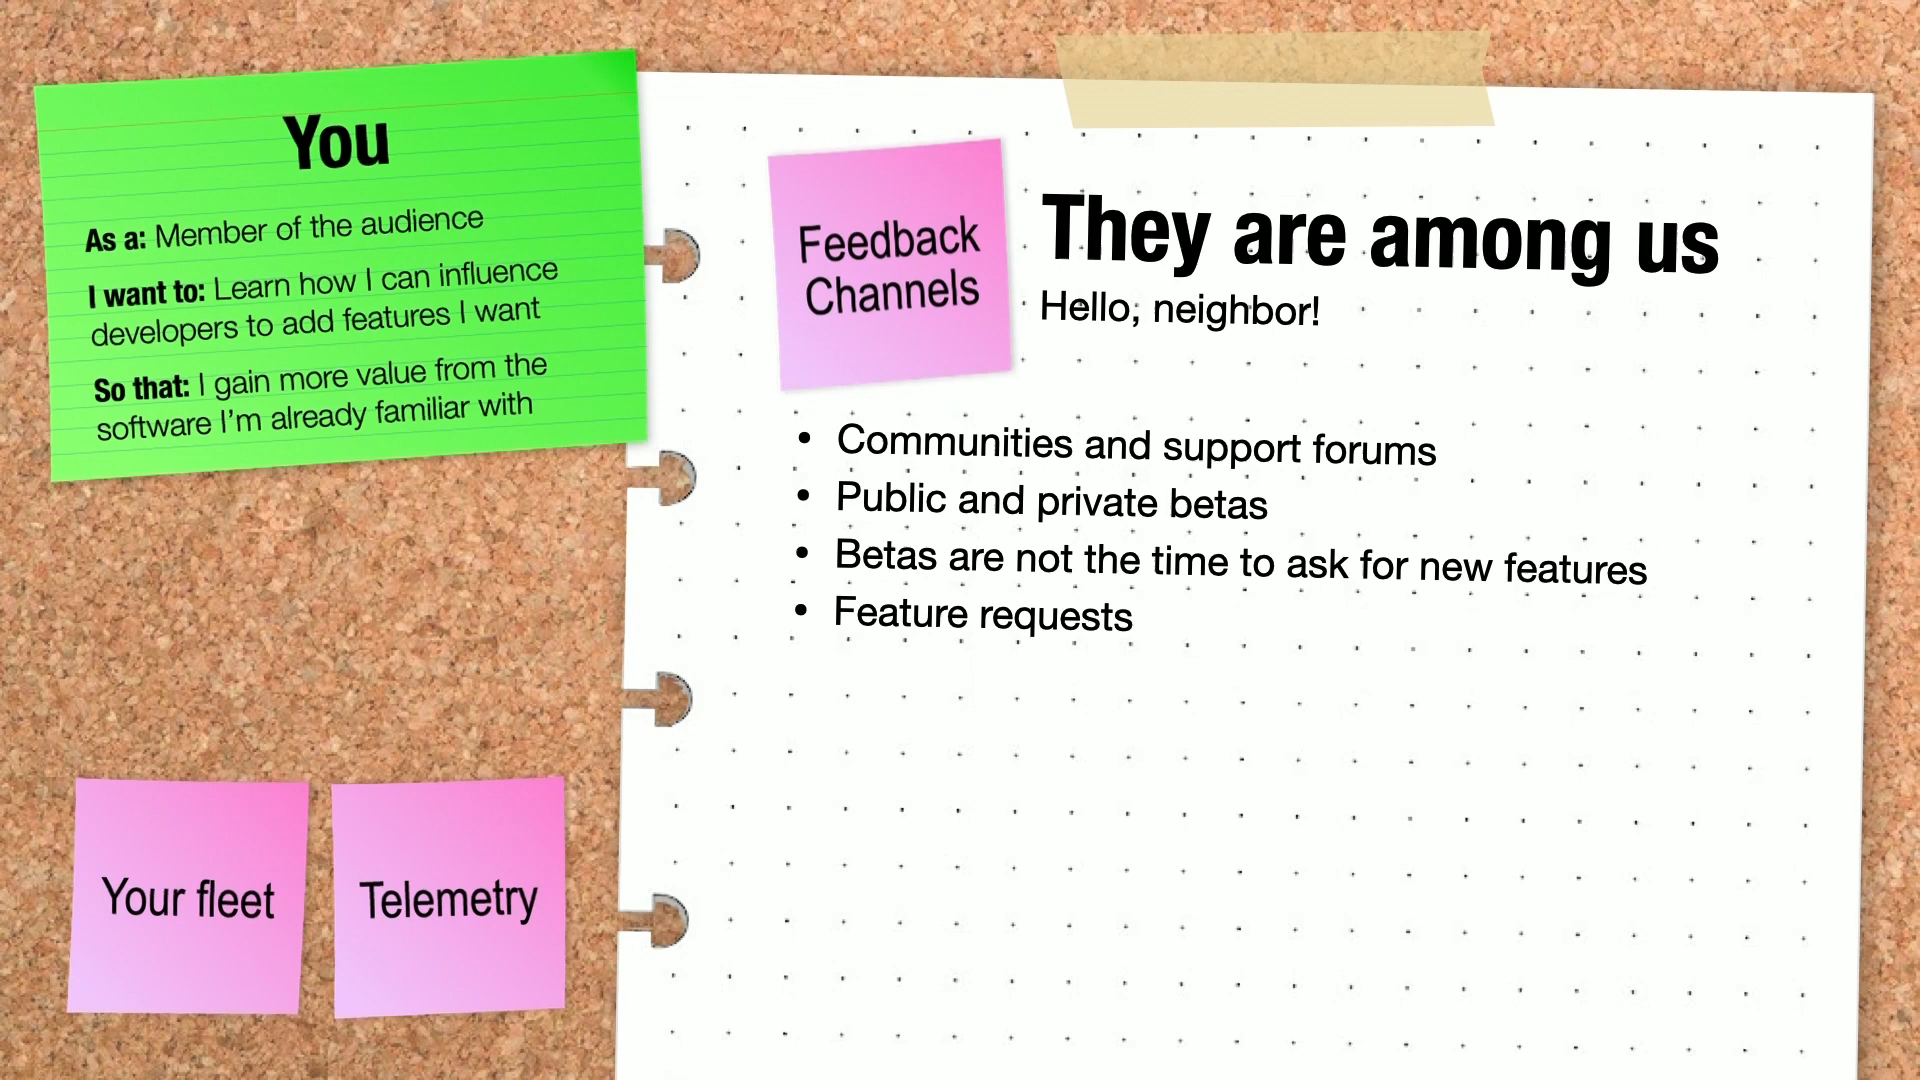 You
As a: Member of the audience
I want to: Learn how I can influence
developers to add features I want
So that: I gain more value from the
software I’m already familiar with
Feedback
Channels
They are among us
Hello, neighbor!
• Communities and support forums
• Public and private betas
• Betas are not the time to ask for new features
• Feature requests
Your fleet
Telemetry